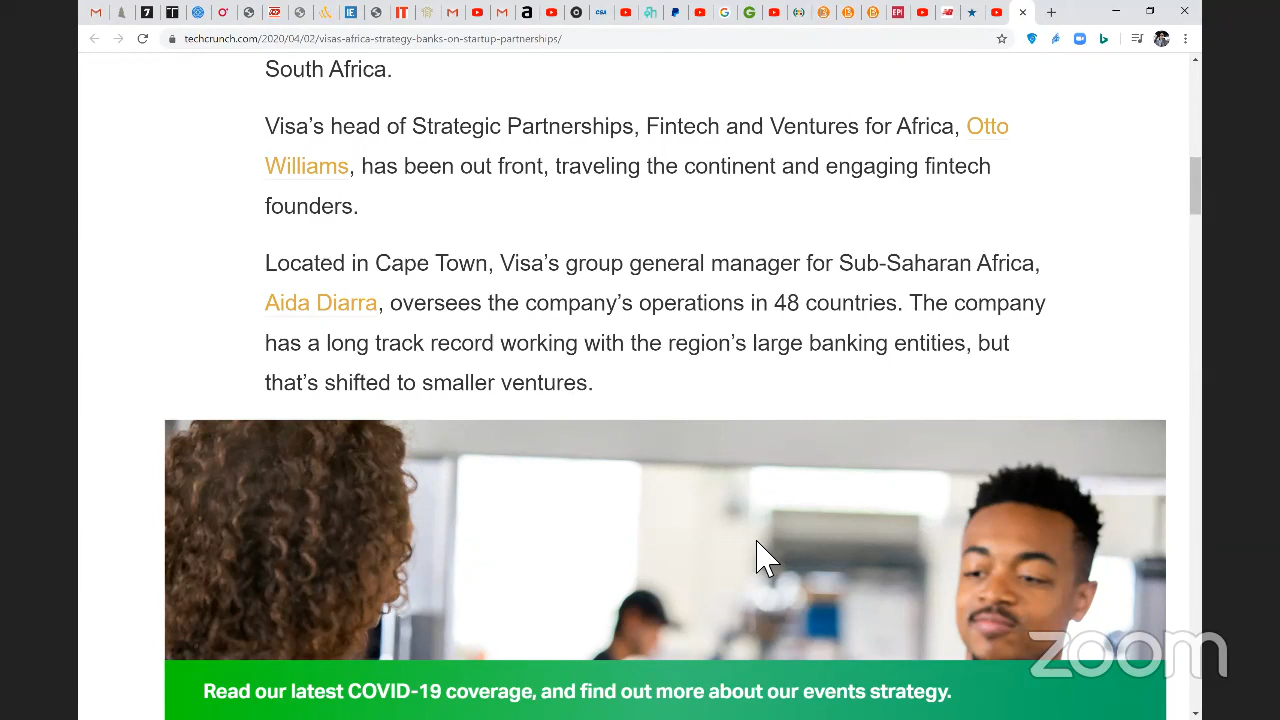 techcrunch.com/2020/04/02/visas-africa-strategy-banks-on-startup-partnerships/
South Africa.
Visa’s head of Strategic Partnerships, Fintech and Ventures for Africa, Otto
Williams, has been out front, traveling the continent and engaging fintech
founders.
Located in Cape Town, Visa’s group general manager for Sub-Saharan Africa,
Aida Diarra, oversees the company’s operations in 48 countries. The company
has a long track record working with the region’s large banking entities, but
that’s shifted to smaller ventures.
zoom
Read our latest COVID-19 coverage, and find out more about our events strategy.